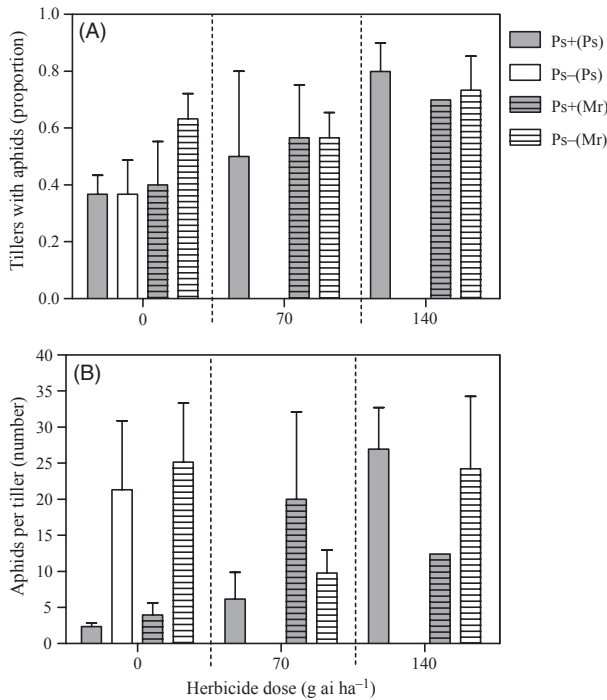 (A)
Tillers with aphids (proportion)
1.0
0.8
0.6
0.4
0.2
0.0
0
70
140
Ps+(Ps)
Ps–(Ps)
Ps+(Mr)
Ps–(Mr)
(B)
Aphids per tiller (number)
40
35
30
25
20
15
10
5
0
0
70
140
Herbicide dose (g ai ha⁻¹)